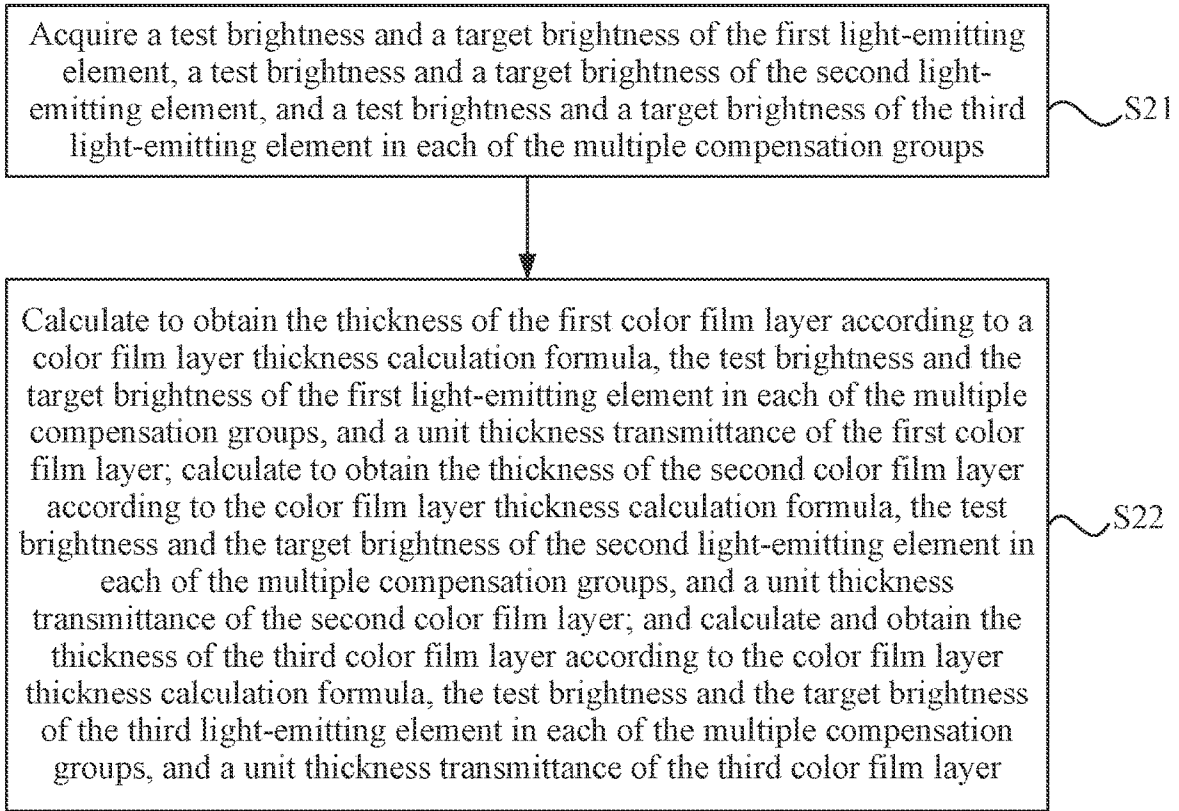 Acquire a test brightness and a target brightness of the first light-emitting
element, a test brightness and a target brightness of the second light-
emitting element, and a test brightness and a target brightness of the third
light-emitting element in each of the multiple compensation groups
S21
Calculate to obtain the thickness of the first color film layer according to a
color film layer thickness calculation formula, the test brightness and the
target brightness of the first light-emitting element in each of the multiple
compensation groups, and a unit thickness transmittance of the first color
film layer; calculate to obtain the thickness of the second color film layer
according to the color film layer thickness calculation formula, the test
brightness and the target brightness of the second light-emitting element in
each of the multiple compensation groups, and a unit thickness
transmittance of the second color film layer; and calculate and obtain the
thickness of the third color film layer according to the color film layer
thickness calculation formula, the test brightness and the target brightness
of the third light-emitting element in each of the multiple compensation
groups, and a unit thickness transmittance of the third color film layer
S22